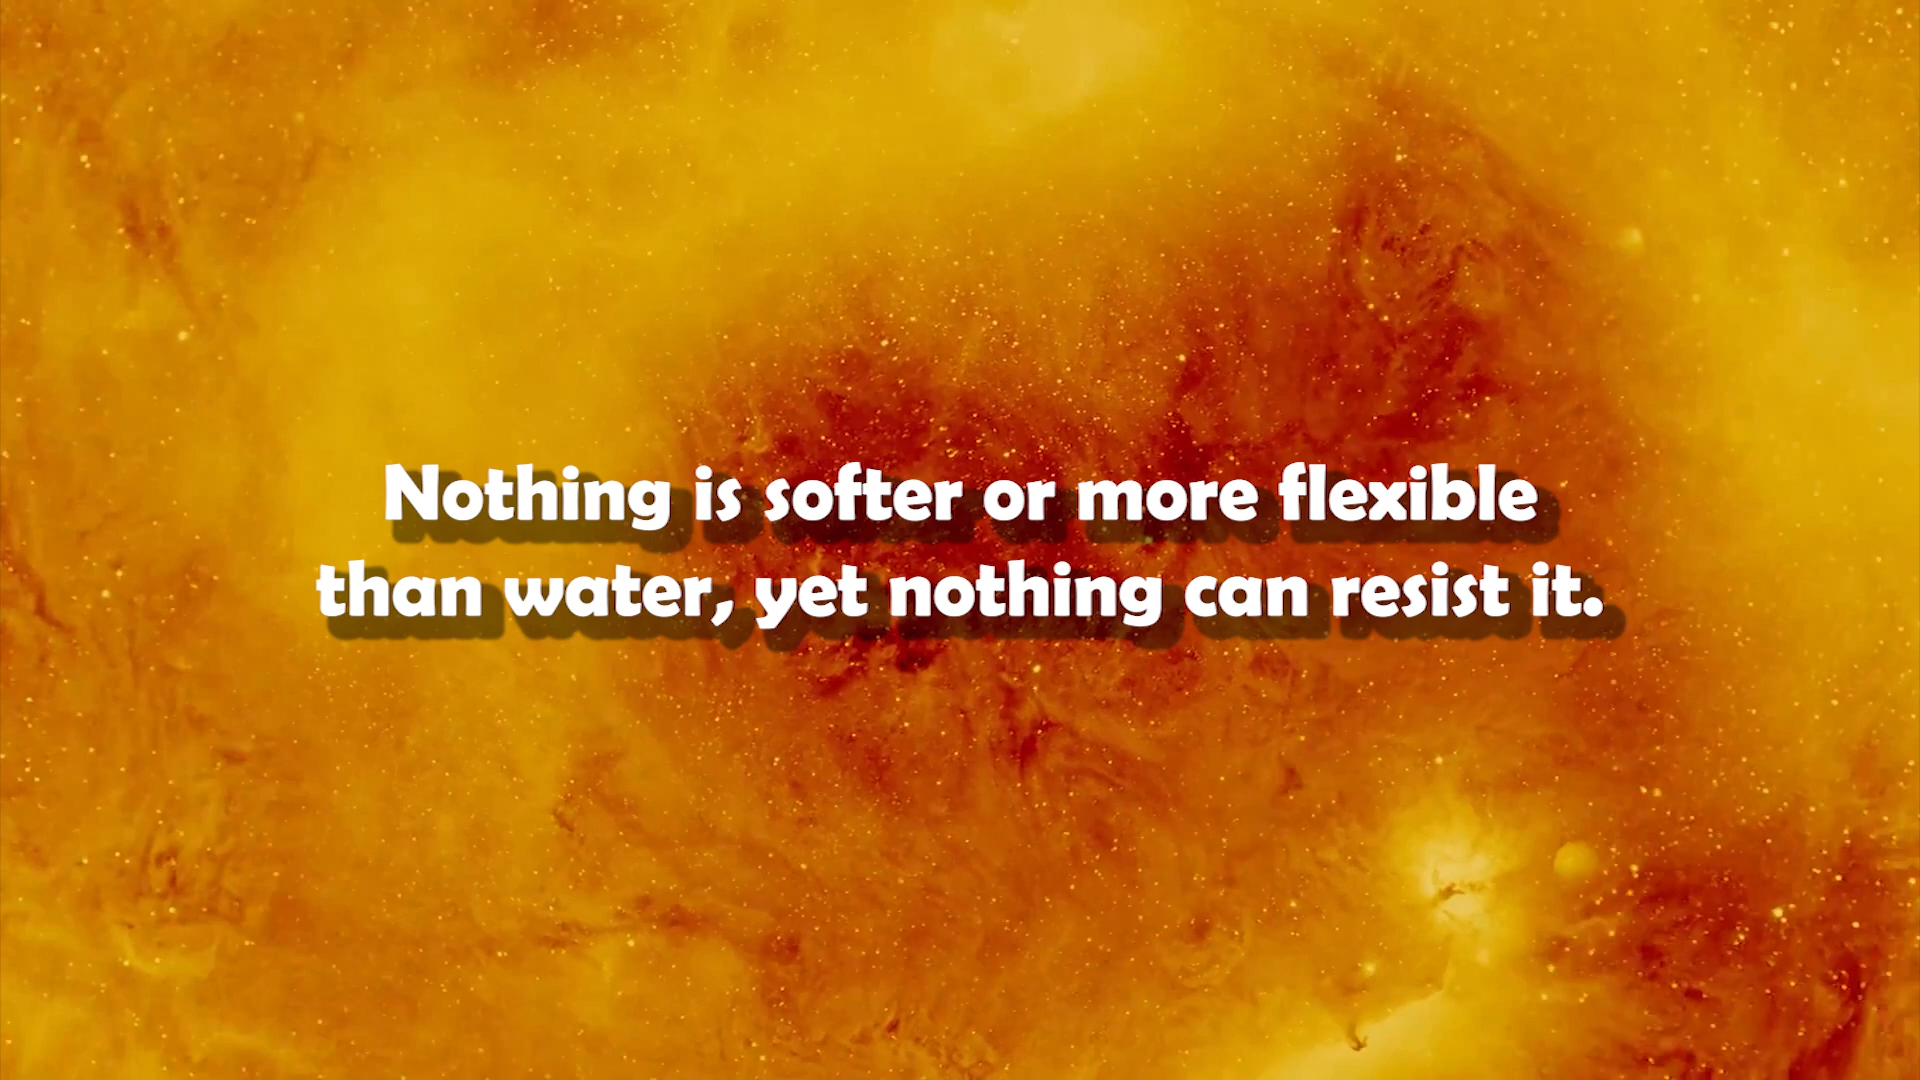 Nothing is softer or more flexible
than water, yet nothing can resist it.